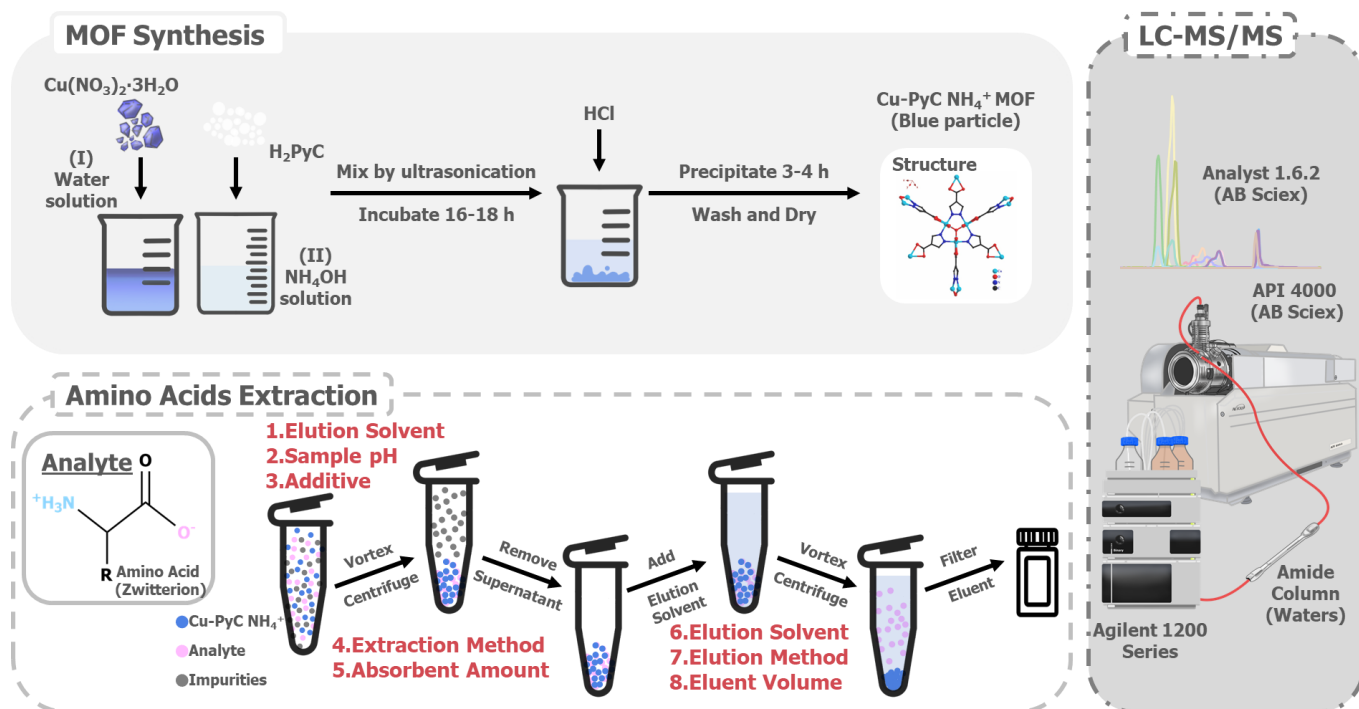 MOF Synthesis
Cu(NO₃)₂·3H₂O
(I)
Water
solution
H₂PyC
(II)
NH₄OH
solution
Mix by ultrasonication
Incubate 16-18 h
HCl
Precipitate 3-4 h
Wash and Dry
Cu-PyC NH₄⁺ MOF
(Blue particle)
Structure
Amino Acids Extraction
Analyte
O
⁺H₃N
O⁻
R
Amino Acid
(Zwitterion)
Cu-PyC NH₄⁺
Analyte
Impurities
1.Elution Solvent
2.Sample pH
3.Additive
Vortex
Centrifuge
4.Extraction Method
5.Absorbent Amount
Remove
Supernatant
Add
Elution
Solvent
6.Elution Solvent
7.Elution Method
8.Eluent Volume
Vortex
Centrifuge
Filter
Eluent
LC-MS/MS
Analyst 1.6.2
(AB Sciex)
API 4000
(AB Sciex)
Amide
Column
(Waters)
Agilent 1200
Series